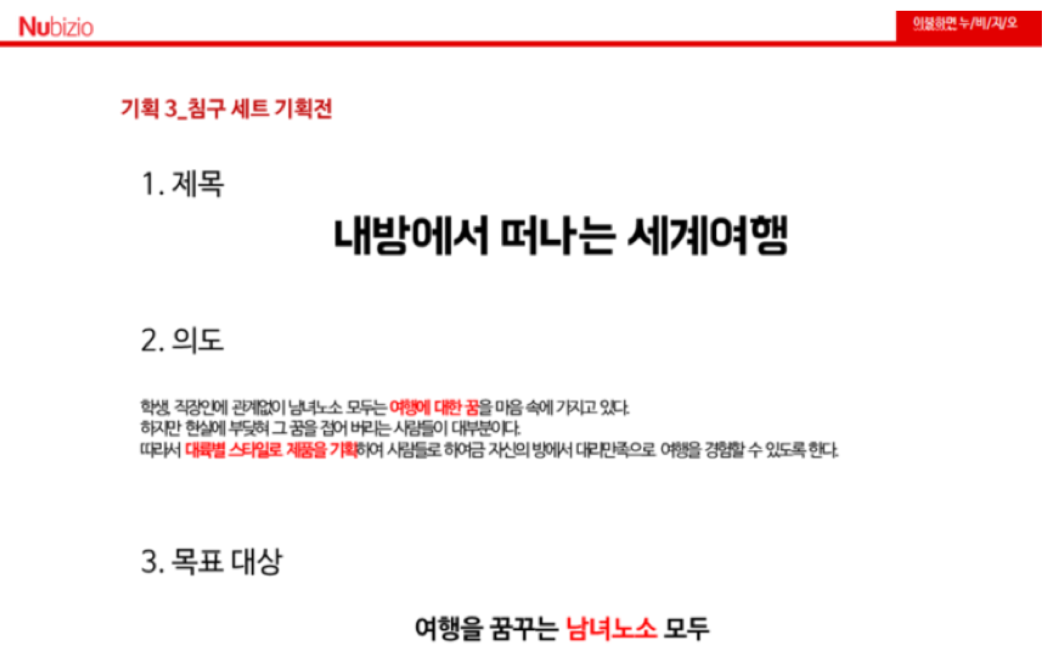 Nubizio
이불하면 누/비/지/오
기획 3_침구 세트 기획전
1. 제목
내방에서 떠나는 세계여행
2. 의도
학생, 직장인에 관계없이 남녀노소 모두는 여행에 대한 꿈을 마음 속에 가지고 있다.
하지만 현실에 부딪혀 그 꿈을 접어 버리는 사람들이 대부분이다.
따라서 대륙별 스타일로 제품을 기획하여 사람들로 하여금 자신의 방에서 대리만족으로 여행을 경험할 수 있도록 한다.
3. 목표 대상
여행을 꿈꾸는 남녀노소 모두